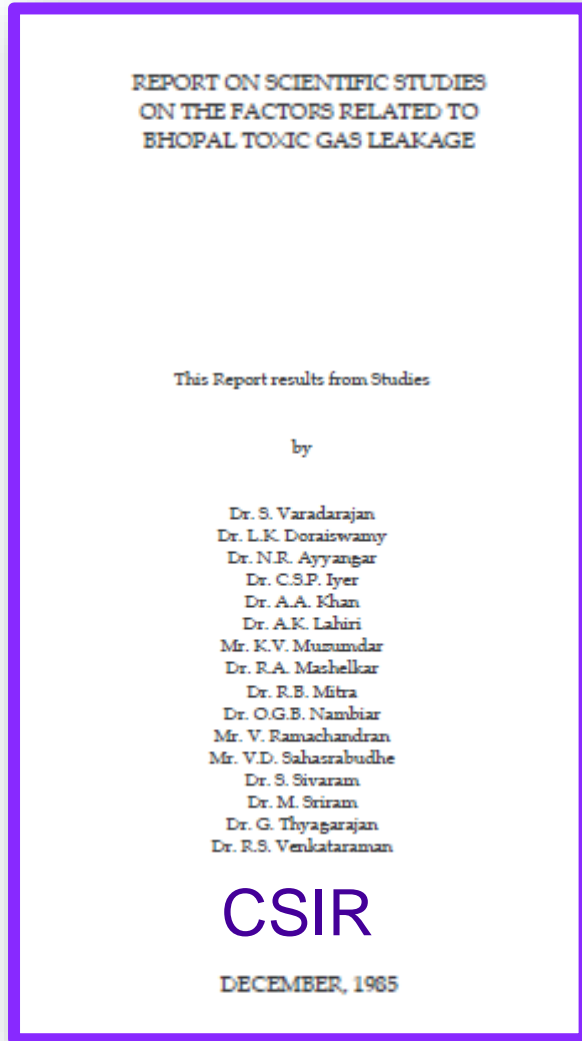 REPORT ON SCIENTIFIC STUDIES
ON THE FACTORS RELATED TO
BHOPAL TOXIC GAS LEAKAGE
This Report results from Studies
by
Dr. S. Varadarajan
Dr. L.K. Doraiswamy
Dr. N.R. Ayyangar
Dr. C.S.P. Iyer
Dr. A.A. Khan
Dr. A.K. Lahiri
Mr. K.V. Muzumdar
Dr. R.A. Mashelkar
Dr. R.B. Mitra
Dr. O.G.B. Nambiar
Mr. V. Ramachandran
Mr. V.D. Sahasrabudhe
Dr. S. Sivaram
Dr. M. Sriram
Dr. G. Thyagarajan
Dr. R.S. Venkataraman
CSIR
DECEMBER, 1985